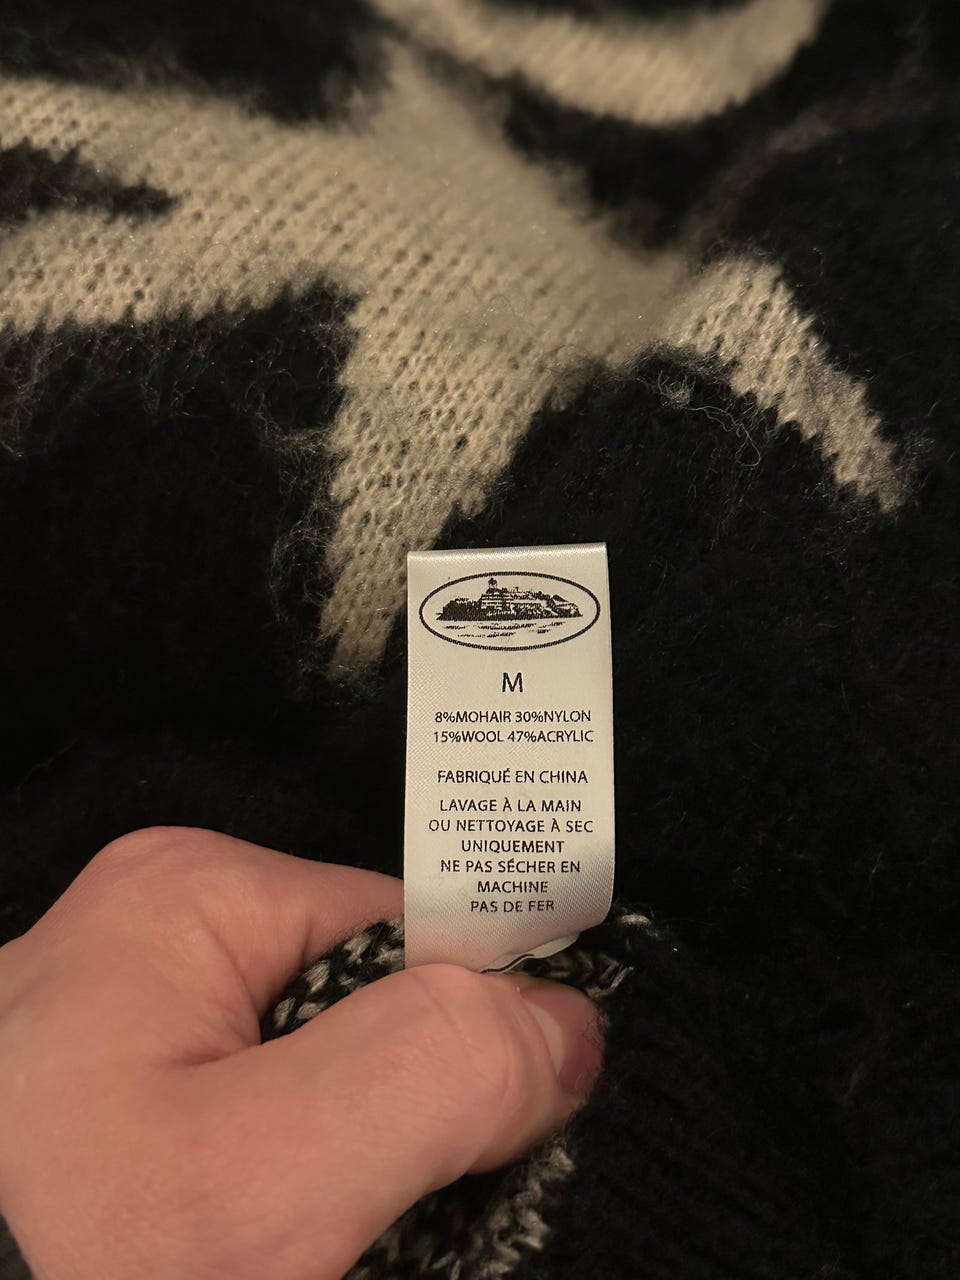 M
8%MOHAIR 30%NYLON
15%WOOL 47%ACRYLIC
FABRIQUÉ EN CHINA
LAVAGE À LA MAIN
OU NETTOYAGE À SEC
UNIQUEMENT
NE PAS SÉCHER EN
MACHINE
PAS DE FER